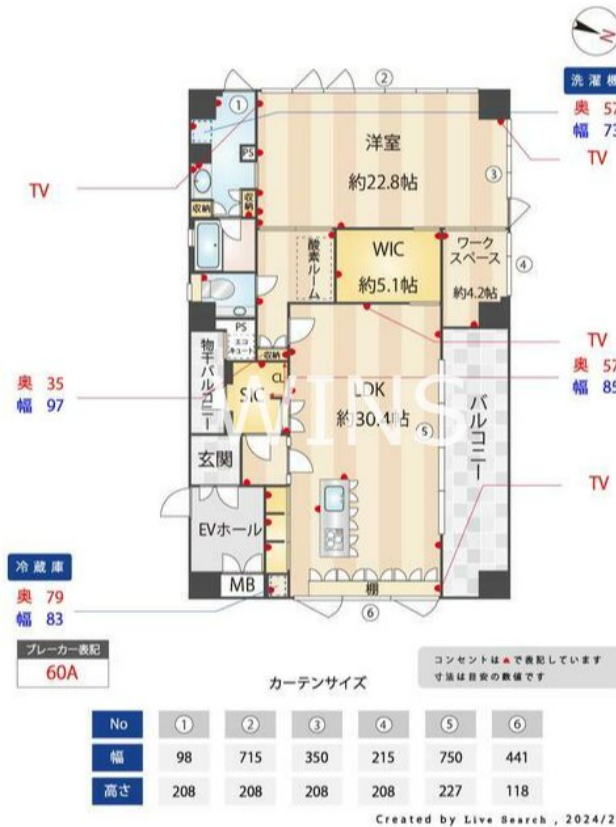 N
洗濯機
奥 57
幅 73
TV
TV
①
②
③
④
PS
収納
収納
洋室
約22.8帖
酸素ルーム
WIC
約5.1帖
ワーク
スペース
約4.2帖
TV
奥 57
幅 85
TV
PS
エコ
キュート
収納
物干バルコニー
SIC
CL
LDK
約30.4帖
⑤
バルコニー
WINS
奥 35
幅 97
玄関
EVホール
MB
棚
⑥
冷蔵庫
奥 79
幅 83
ブレーカー表記
60A
コンセントは▲で表記しています
寸法は目安の数値です
カーテンサイズ
No ① ② ③ ④ ⑤ ⑥
幅 98 715 350 215 750 441
高さ 208 208 208 208 227 118
Created by Live Search , 2024/2